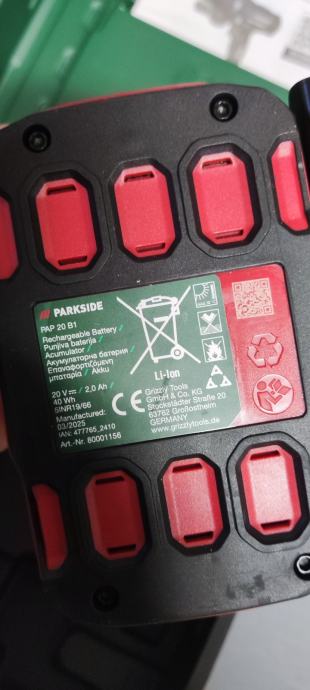 PARKSIDE
PAP 20 B1
Rechargeable Battery /
Punjiva baterija /
Acumulator /
Акумулаторна батерия /
Επαναφορτιζόμενη
μπαταρία / Akku
20 V ⎓ / 2,0 Ah /
40 Wh
5INR19/66
Manufactured:
03/2025
IAN: 477765_2410
Art.-Nr. 80001156
Li-Ion
CE
Grizzly Tools
GmbH & Co. KG
Stockstädter Straße 20
63762 Großostheim
GERMANY
www.grizzlytools.de